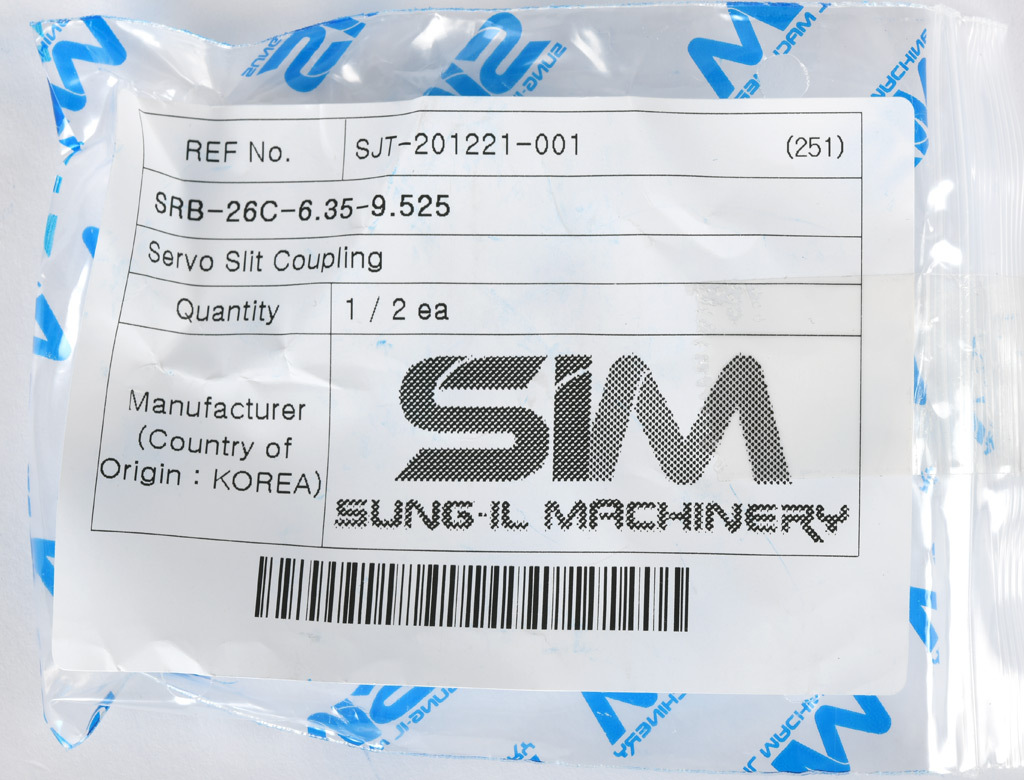 REF No. SJT-201221-001 (251)
SRB-26C-6.35-9.525
Servo Slit Coupling
Quantity 1 / 2 ea
Manufacturer
(Country of
Origin : KOREA)
SIM
SUNG-IL MACHINERY